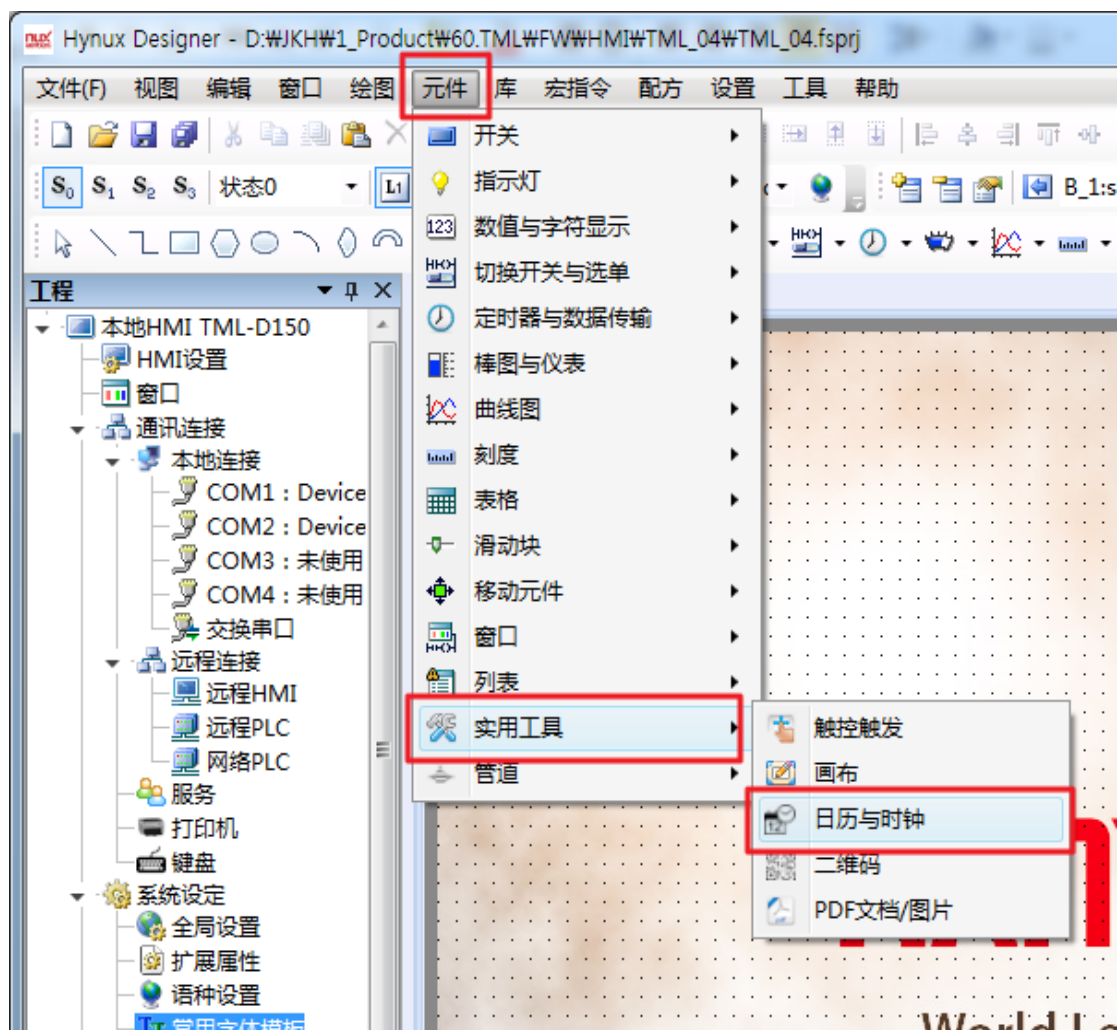 nux Hynux Designer - D:₩JKH₩1_Product₩60.TML₩FW₩HMI₩TML_04₩TML_04.fsprj
文件(F) 视图 编辑 窗口 绘图 元件 库 宏指令 配方 设置 工具 帮助
S0 S1 S2 S3 状态0 L1 B_1:s
工程
本地HMI TML-D150
HMI设置
窗口
通讯连接
本地连接
COM1 : Device
COM2 : Device
COM3 : 未使用
COM4 : 未使用
交换串口
远程连接
远程HMI
远程PLC
网络PLC
服务
打印机
键盘
系统设定
全局设置
扩展属性
语种设置
常用字体模板
开关
指示灯
123 数值与字符显示
切换开关与选单
定时器与数据传输
棒图与仪表
曲线图
刻度
表格
滑动块
移动元件
窗口
列表
实用工具
管道
触控触发
画布
12 日历与时钟
二维码
PDF文档/图片
World L